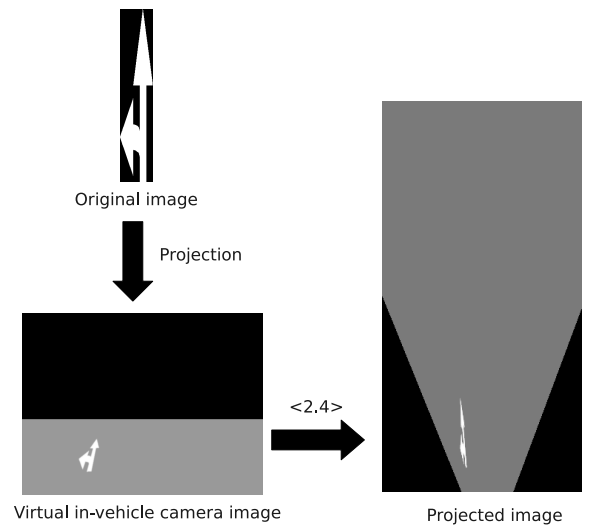 Original image
Projection
<2.4>
Virtual in-vehicle camera image
Projected image